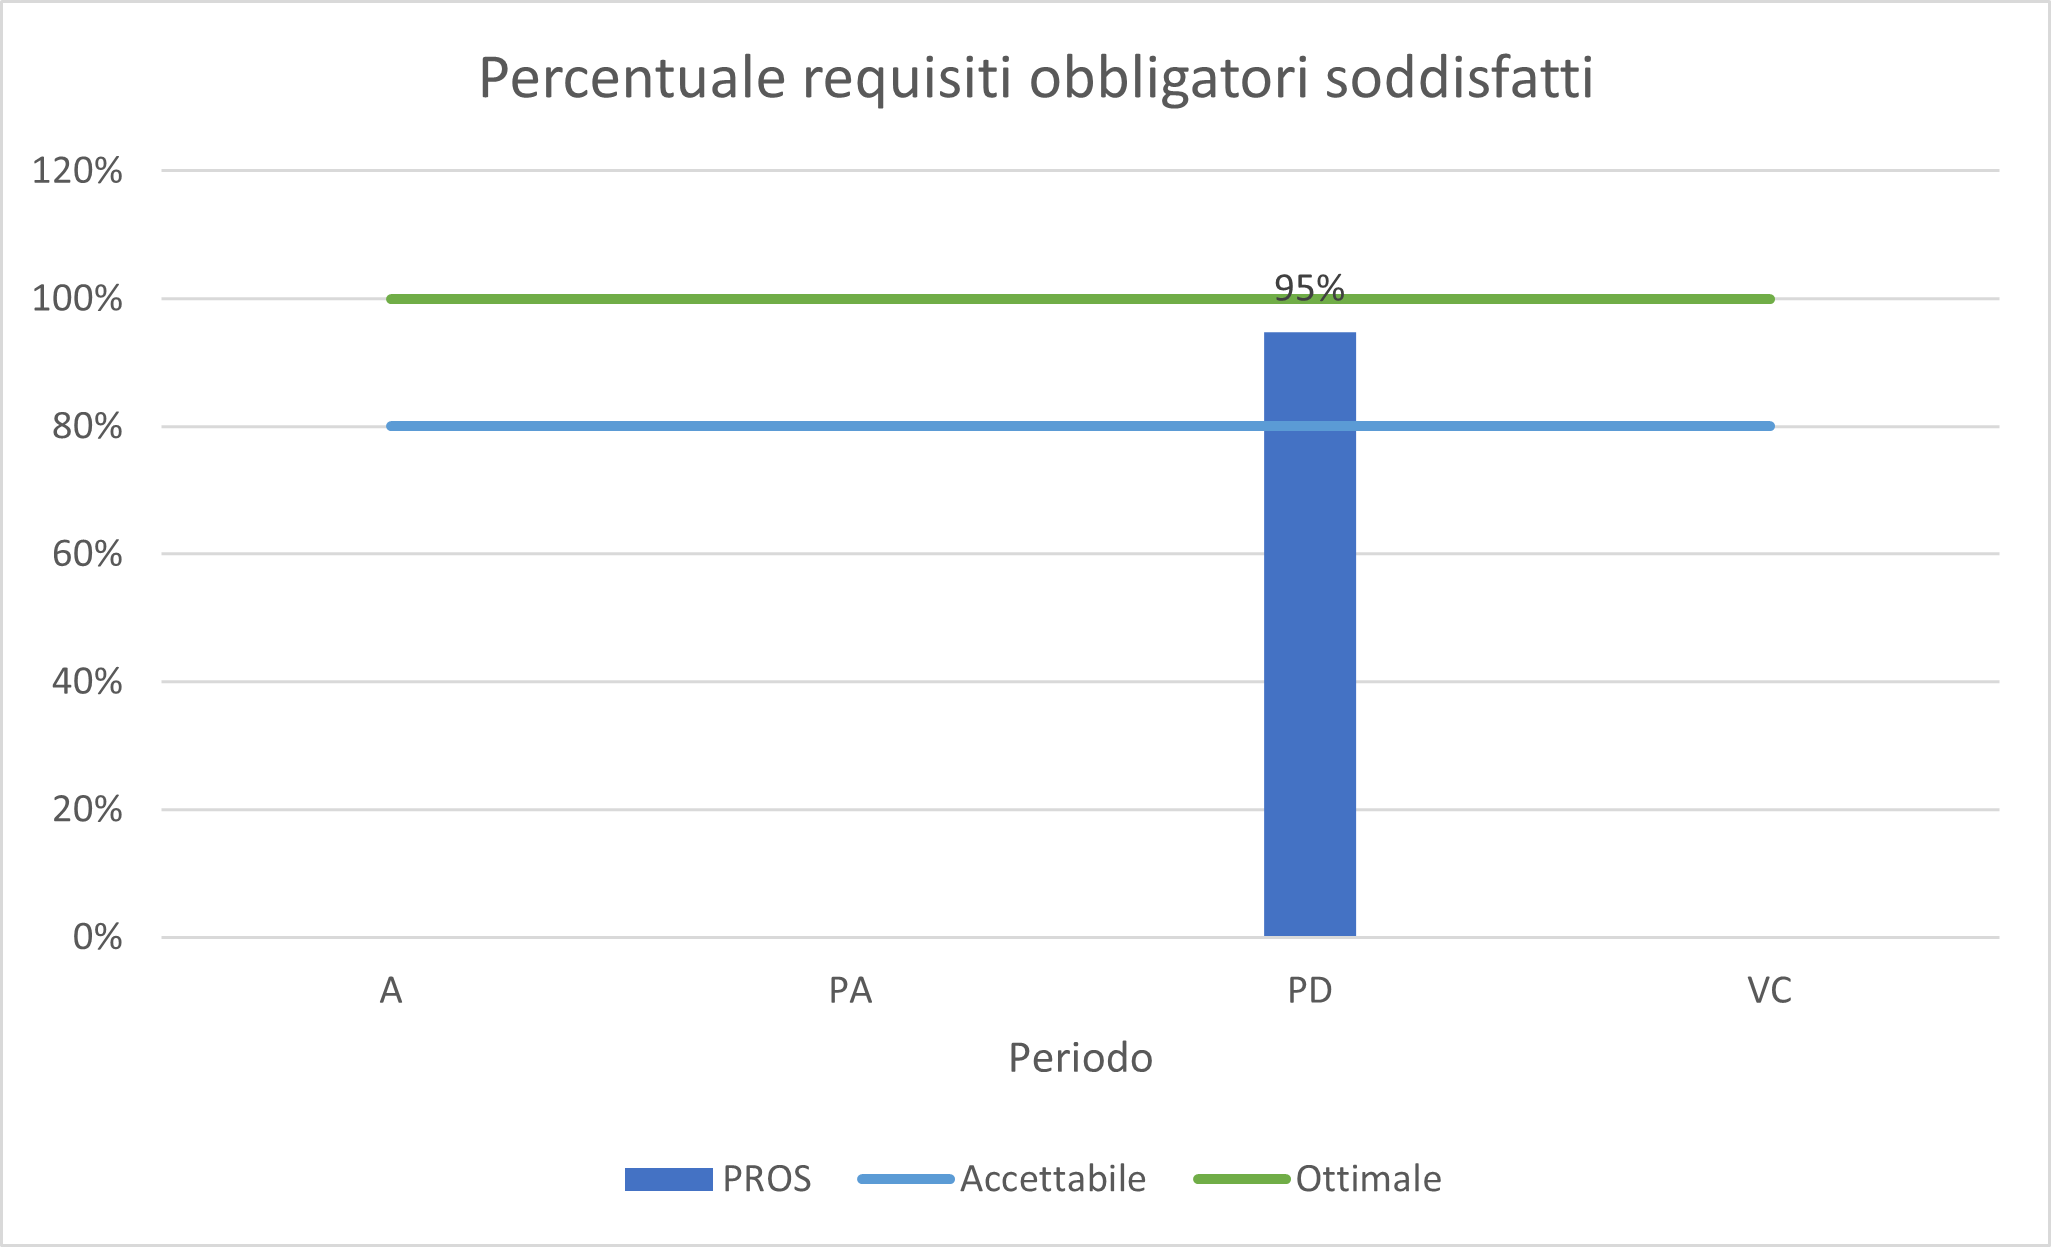 Percentuale requisiti obbligatori soddisfatti
120%
100%
80%
60%
40%
20%
0%
95%
A PA PD VC
Periodo
PROS Accettabile Ottimale